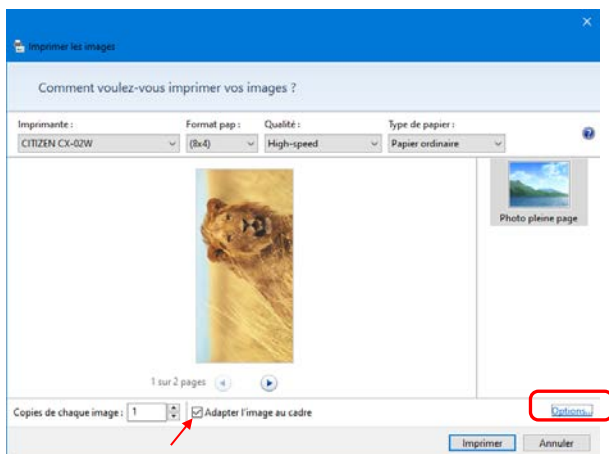 Imprimer les images
Comment voulez-vous imprimer vos images ?
Imprimante : Format pap : Qualité : Type de papier :
CITIZEN CX-02W (8x4) High-speed Papier ordinaire
Photo pleine page
1 sur 2 pages
Copies de chaque image : 1 Adapter l'image au cadre Options...
Imprimer Annuler